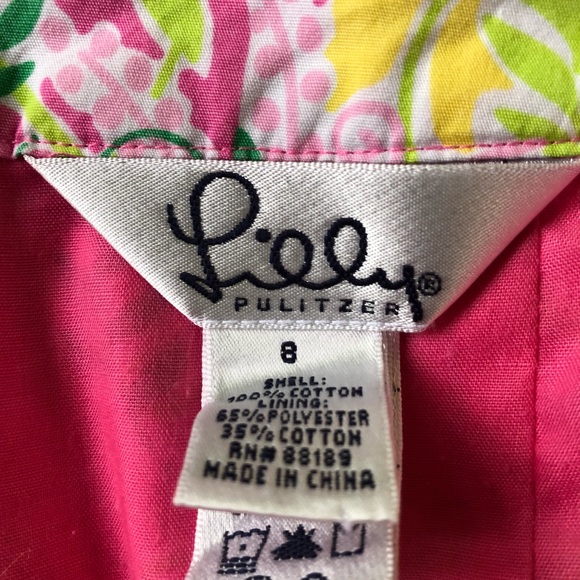 Lilly®
PULITZER
8
SHELL:
100% COTTON
LINING:
65% POLYESTER
35% COTTON
RN# 88189
MADE IN CHINA